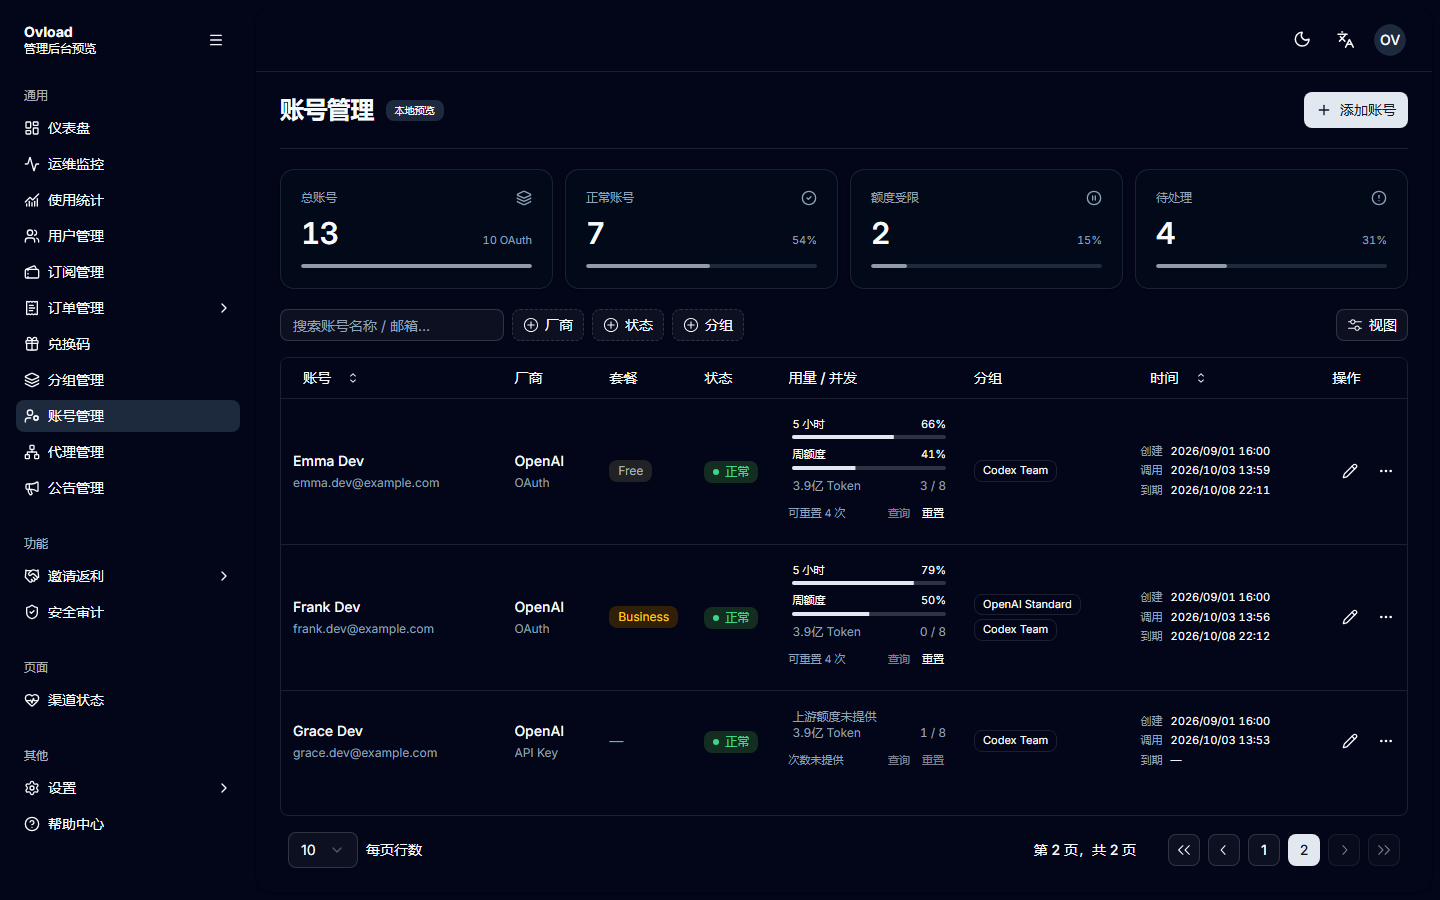 Ovload
管理后台预览
OV
通用
仪表盘
运维监控
使用统计
用户管理
订阅管理
订单管理
兑换码
分组管理
账号管理
代理管理
公告管理
功能
邀请返利
安全审计
页面
渠道状态
其他
设置
帮助中心
账号管理 本地预览
添加账号
总账号
13 10 OAuth
正常账号
7 54%
额度受限
2 15%
待处理
4 31%
搜索账号名称 / 邮箱... 厂商 状态 分组 视图
账号 厂商 套餐 状态 用量 / 并发 分组 时间 操作
Emma Dev
emma.dev@example.com
OpenAI
OAuth
Free
正常
5 小时 66%
周额度 41%
3.9亿 Token 3 / 8
可重置 4 次 查询 重置
Codex Team
创建 2026/09/01 16:00
调用 2026/10/03 13:59
到期 2026/10/08 22:11
Frank Dev
frank.dev@example.com
OpenAI
OAuth
Business
正常
5 小时 79%
周额度 50%
3.9亿 Token 0 / 8
可重置 4 次 查询 重置
OpenAI Standard
Codex Team
创建 2026/09/01 16:00
调用 2026/10/03 13:56
到期 2026/10/08 22:12
Grace Dev
grace.dev@example.com
OpenAI
API Key
—
正常
上游额度未提供
3.9亿 Token 1 / 8
次数未提供 查询 重置
Codex Team
创建 2026/09/01 16:00
调用 2026/10/03 13:53
到期 —
10 每页行数
第 2 页，共 2 页
1 2